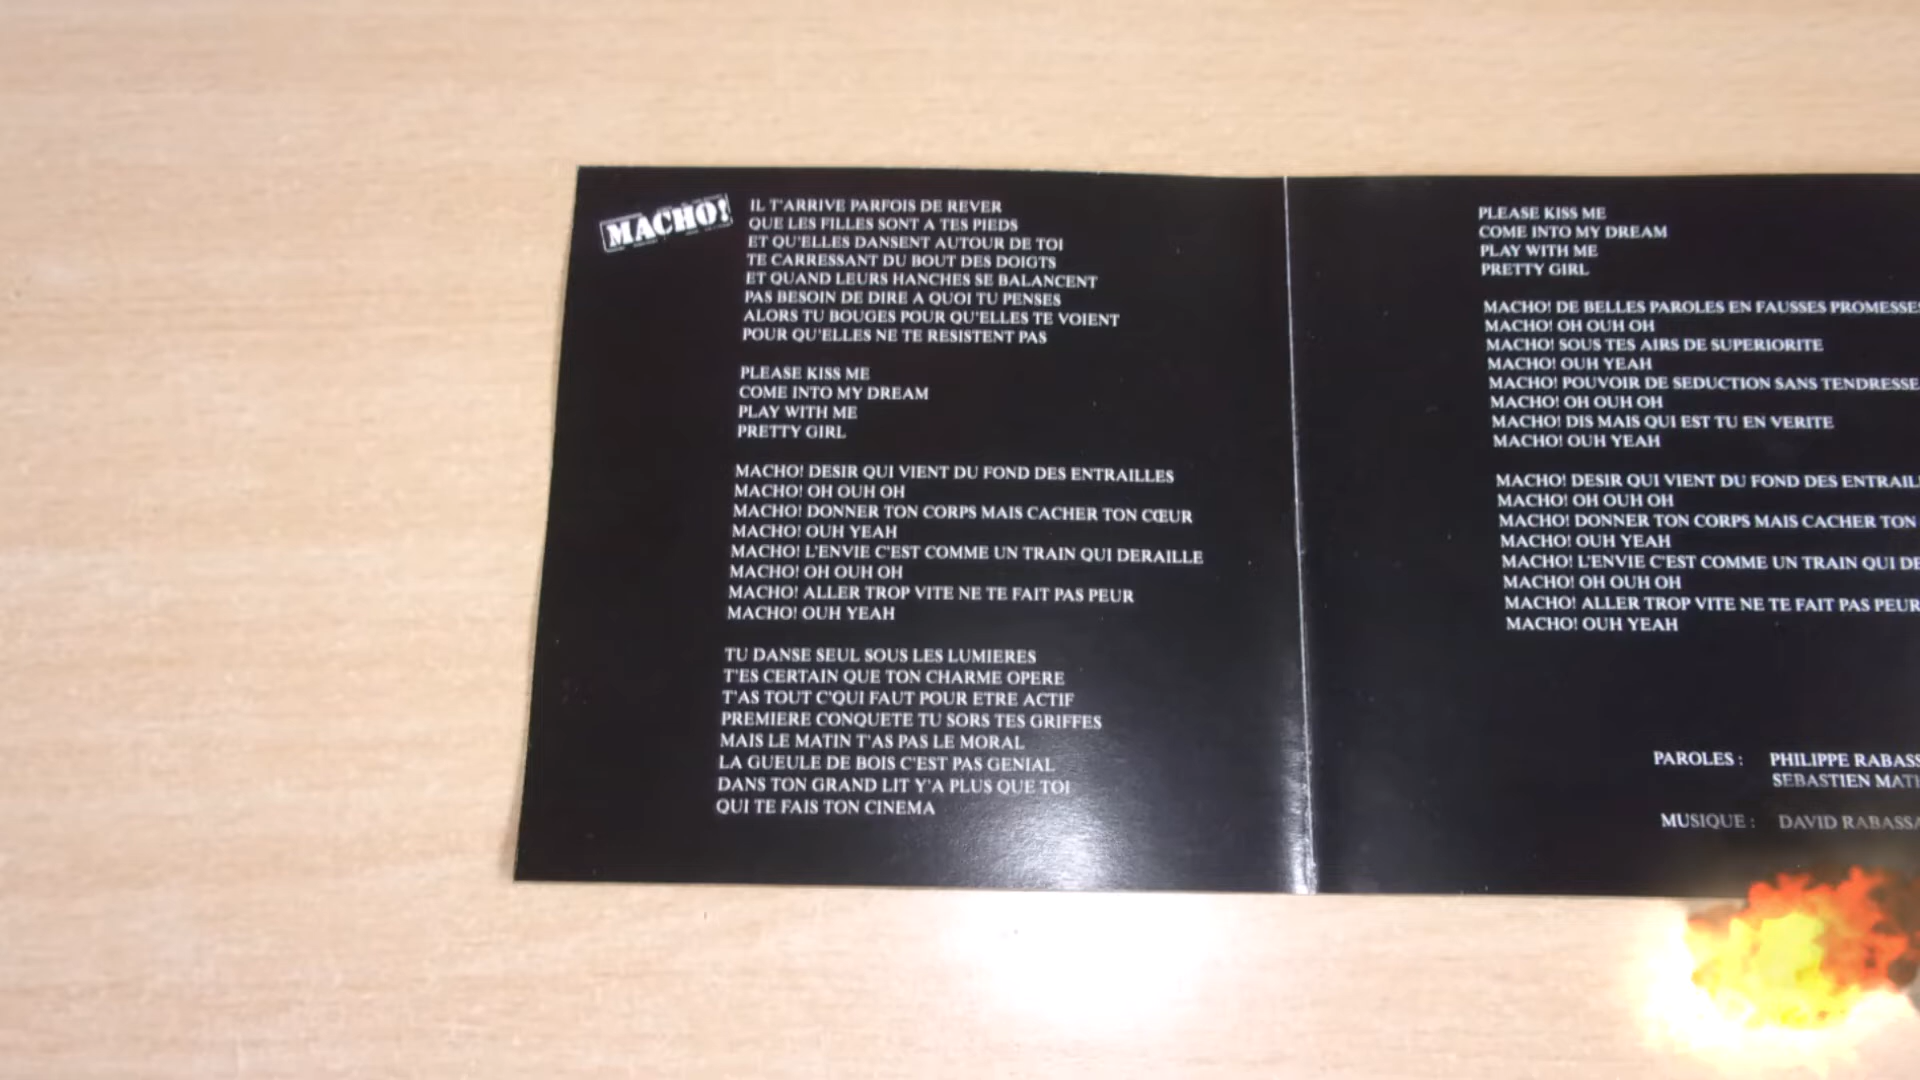 MACHO!
IL T'ARRIVE PARFOIS DE REVER
QUE LES FILLES SONT A TES PIEDS
ET QU'ELLES DANSENT AUTOUR DE TOI
TE CARRESSANT DU BOUT DES DOIGTS
ET QUAND LEURS HANCHES SE BALANCENT
PAS BESOIN DE DIRE A QUOI TU PENSES
ALORS TU BOUGES POUR QU'ELLES TE VOIENT
POUR QU'ELLES NE TE RESISTENT PAS
PLEASE KISS ME
COME INTO MY DREAM
PLAY WITH ME
PRETTY GIRL
MACHO! DESIR QUI VIENT DU FOND DES ENTRAILLES
MACHO! OH OUH OH
MACHO! DONNER TON CORPS MAIS CACHER TON CŒUR
MACHO! OUH YEAH
MACHO! L'ENVIE C'EST COMME UN TRAIN QUI DERAILLE
MACHO! OH OUH OH
MACHO! ALLER TROP VITE NE TE FAIT PAS PEUR
MACHO! OUH YEAH
TU DANSE SEUL SOUS LES LUMIERES
T'ES CERTAIN QUE TON CHARME OPERE
T'AS TOUT C'QUI FAUT POUR ETRE ACTIF
PREMIERE CONQUETE TU SORS TES GRIFFES
MAIS LE MATIN T'AS PAS LE MORAL
LA GUEULE DE BOIS C'EST PAS GENIAL
DANS TON GRAND LIT Y'A PLUS QUE TOI
QUI TE FAIS TON CINEMA
PLEASE KISS ME
COME INTO MY DREAM
PLAY WITH ME
PRETTY GIRL
MACHO! DE BELLES PAROLES EN FAUSSES PROMESSES
MACHO! OH OUH OH
MACHO! SOUS TES AIRS DE SUPERIORITE
MACHO! OUH YEAH
MACHO! POUVOIR DE SEDUCTION SANS TENDRESSE
MACHO! OH OUH OH
MACHO! DIS MAIS QUI EST TU EN VERITE
MACHO! OUH YEAH
MACHO! DESIR QUI VIENT DU FOND DES
MACHO! OH OUH OH
MACHO! DONNER TON CORPS MAIS CACHER TON
MACHO! OUH YEAH
MACHO! L'ENVIE C'EST COMME UN TRAIN QUI
MACHO! OH OUH OH
MACHO! ALLER TROP VITE NE TE FAIT PAS PEUR
MACHO! OUH YEAH
PAROLES : PHILIPPE
SEBASTIEN
MUSIQUE : DAVID